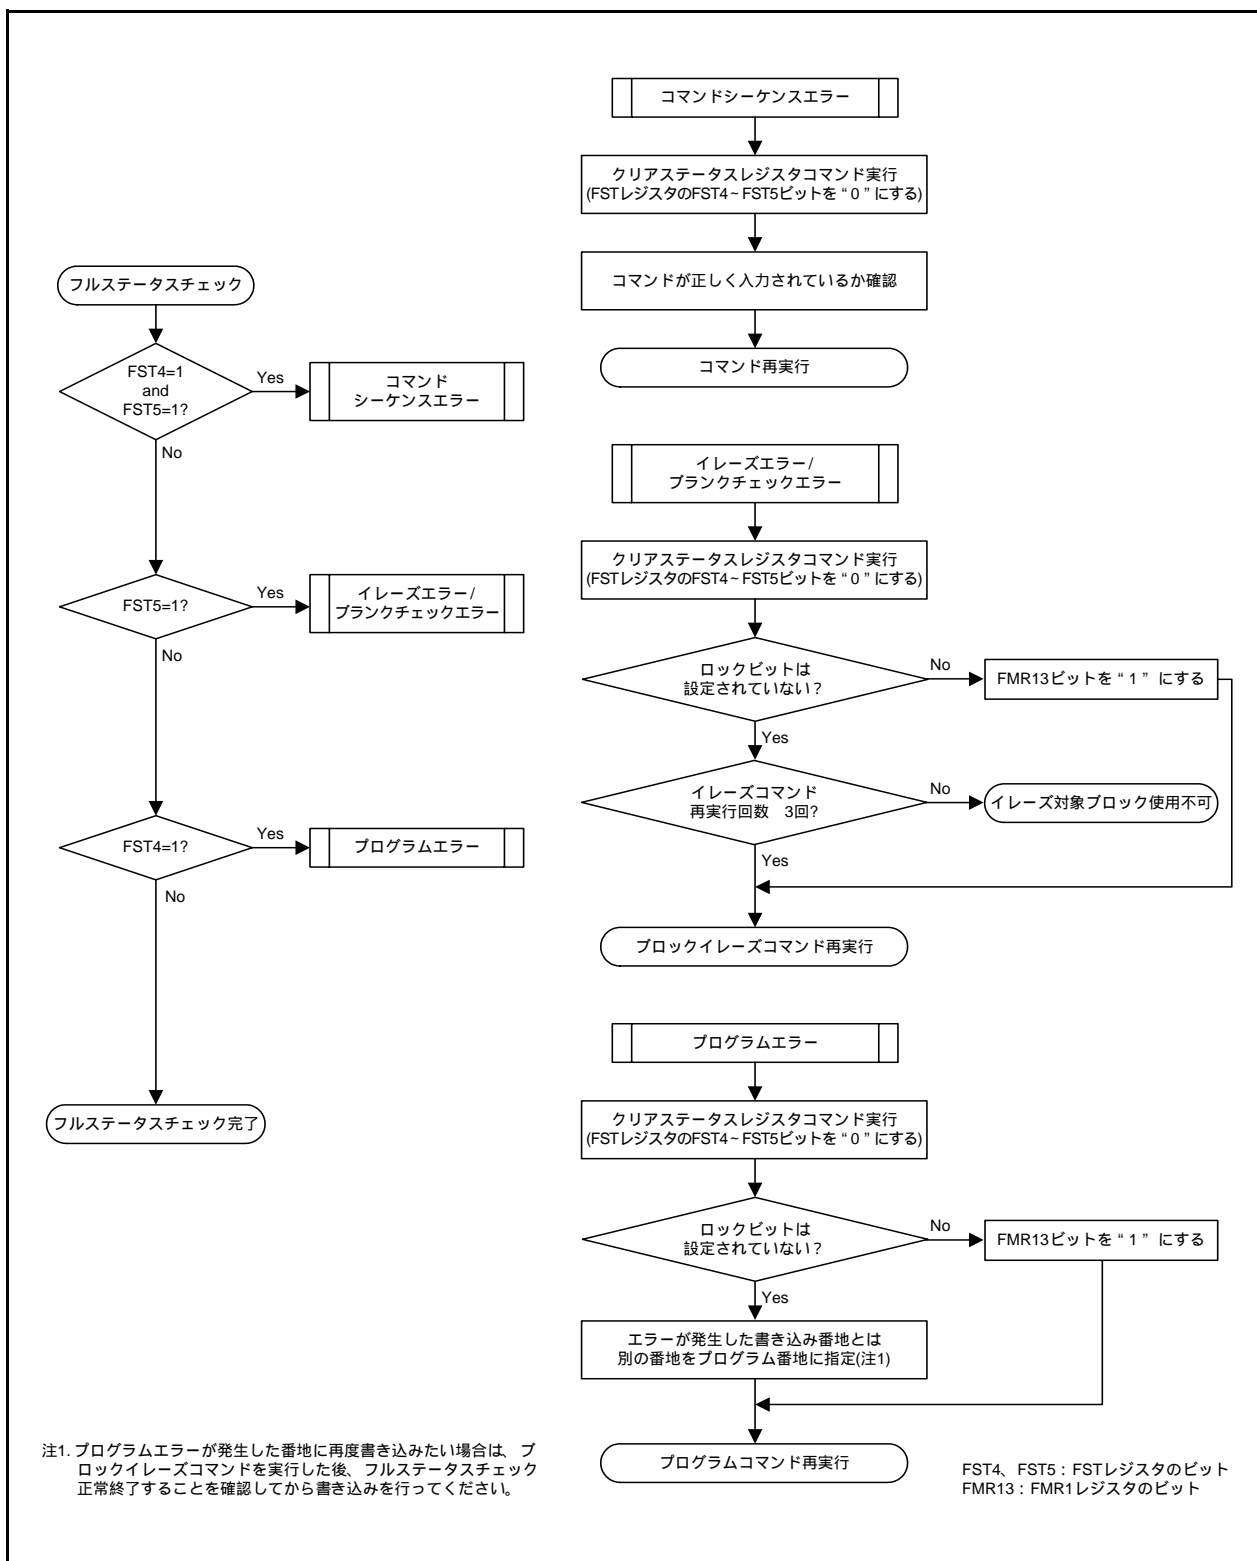 フルステータスチェック
FST4=1
and
FST5=1?
Yes
コマンド
シーケンスエラー
No
FST5=1?
Yes
イレーズエラー/
ブランクチェックエラー
No
FST4=1?
Yes
プログラムエラー
No
フルステータスチェック完了
コマンドシーケンスエラー
クリアステータスレジスタコマンド実行
(FSTレジスタのFST4~FST5ビットを“0”にする)
コマンドが正しく入力されているか確認
コマンド再実行
イレーズエラー/
ブランクチェックエラー
クリアステータスレジスタコマンド実行
(FSTレジスタのFST4~FST5ビットを“0”にする)
ロックビットは
設定されていない?
No
FMR13ビットを“1”にする
Yes
イレーズコマンド
再実行回数 3回?
No
イレーズ対象ブロック使用不可
Yes
ブロックイレーズコマンド再実行
プログラムエラー
クリアステータスレジスタコマンド実行
(FSTレジスタのFST4~FST5ビットを“0”にする)
ロックビットは
設定されていない?
No
FMR13ビットを“1”にする
Yes
エラーが発生した書き込み番地とは
別の番地をプログラム番地に指定(注1)
プログラムコマンド再実行
注1. プログラムエラーが発生した番地に再度書き込みたい場合は、ブ
ロックイレーズコマンドを実行した後、フルステータスチェック
正常終了することを確認してから書き込みを行ってください。
FST4、FST5:FSTレジスタのビット
FMR13:FMR1レジスタのビット